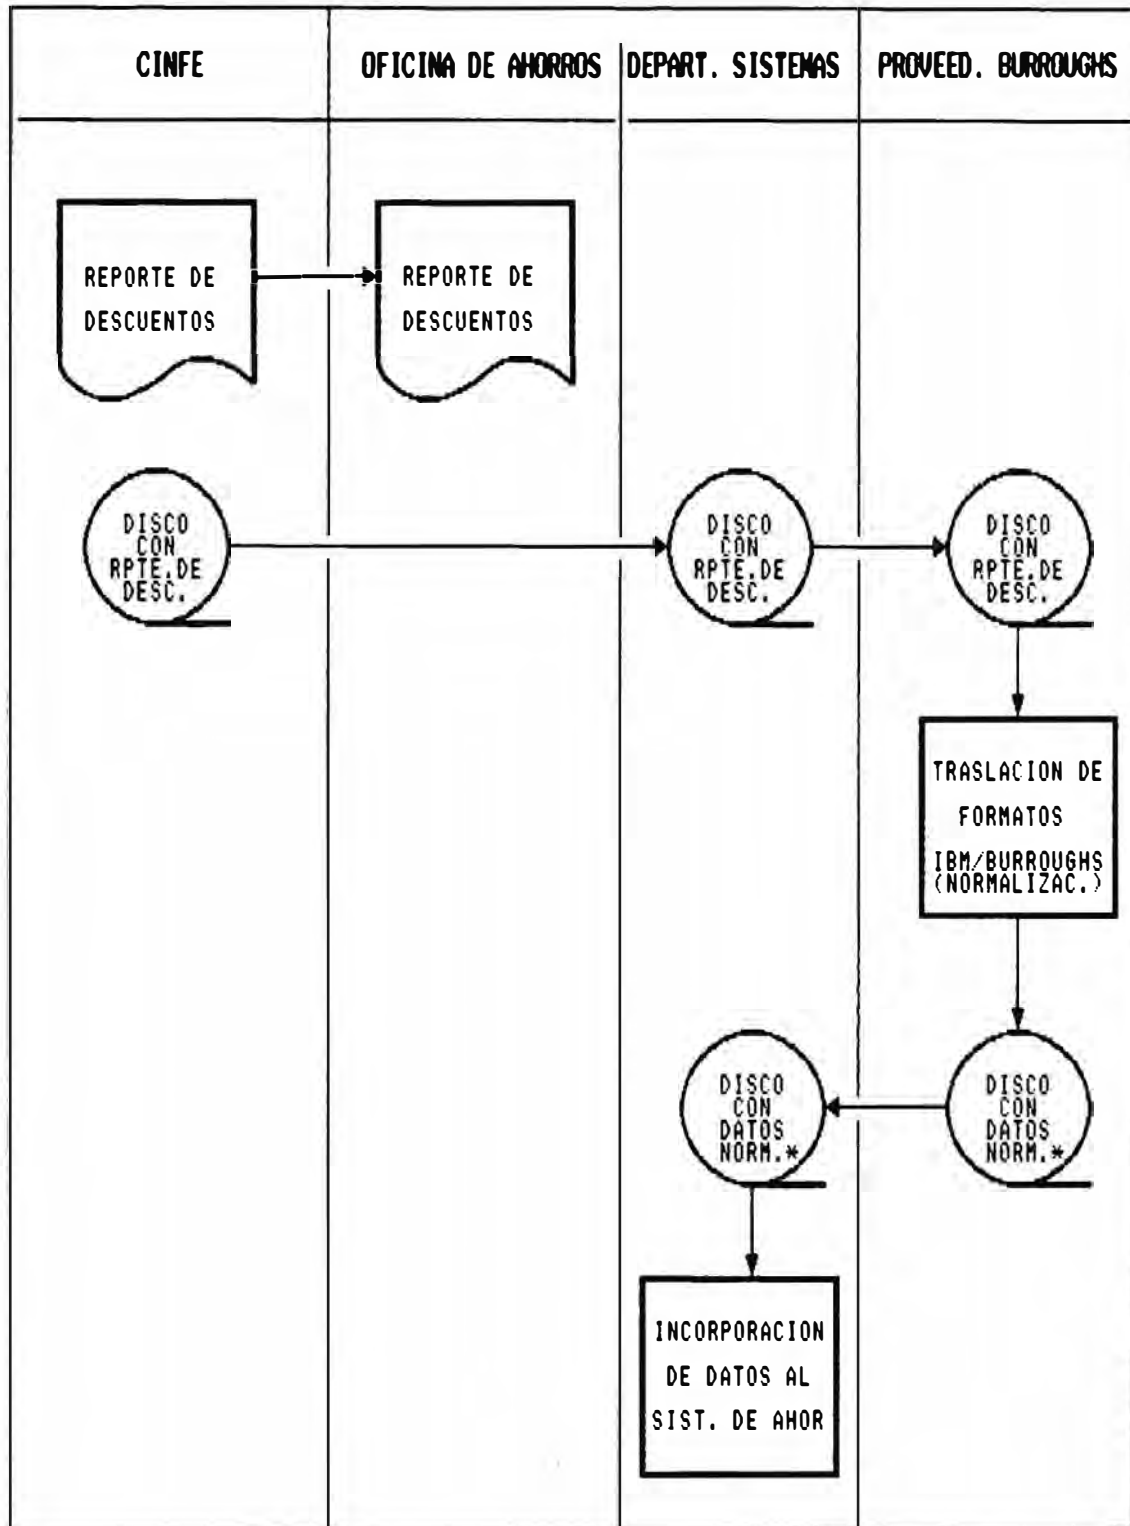 CINFE
OFICINA DE AHORROS
DEPART. SISTEMAS
PROVEED. BURROUGHS
REPORTE DE
DESCUENTOS
REPORTE DE
DESCUENTOS
DISCO
CON
RPTE.DE
DESC.
DISCO
CON
RPTE.DE
DESC.
DISCO
CON
RPTE.DE
DESC.
TRASLACION DE
FORMATOS
IBM/BURROUGHS
(NORMALIZAC.)
DISCO
CON
DATOS
NORM.*
DISCO
CON
DATOS
NORM.*
INCORPORACION
DE DATOS AL
SIST. DE AHOR